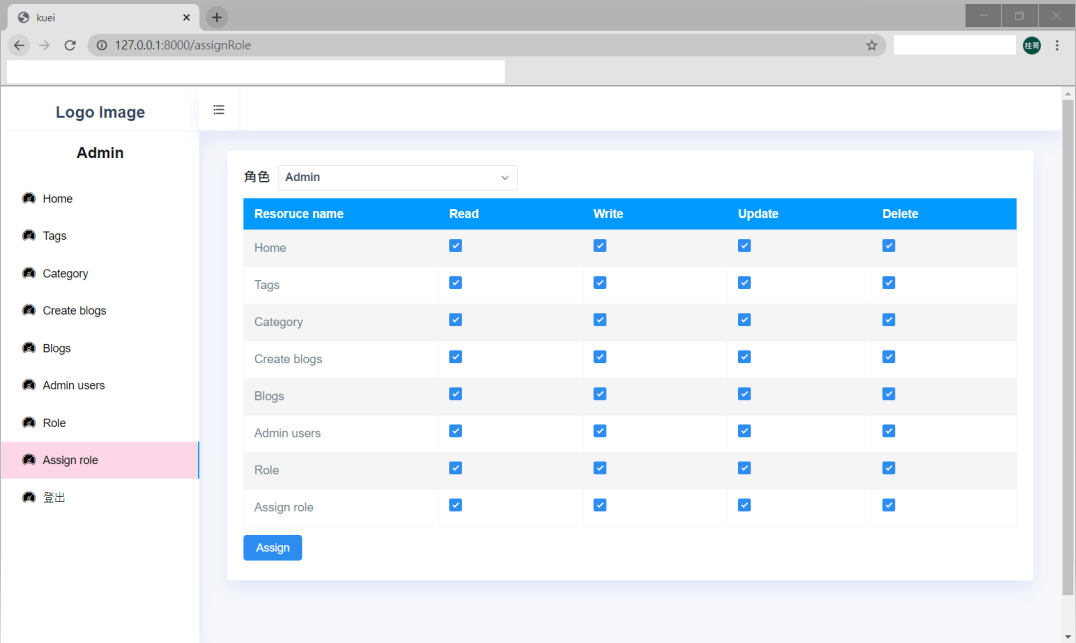 kuei
127.0.0.1:8000/assignRole
桂菁
Logo Image
Admin
Home
Tags
Category
Create blogs
Blogs
Admin users
Role
Assign role
登出
角色 Admin
Resoruce name Read Write Update Delete
Home
Tags
Category
Create blogs
Blogs
Admin users
Role
Assign role
Assign